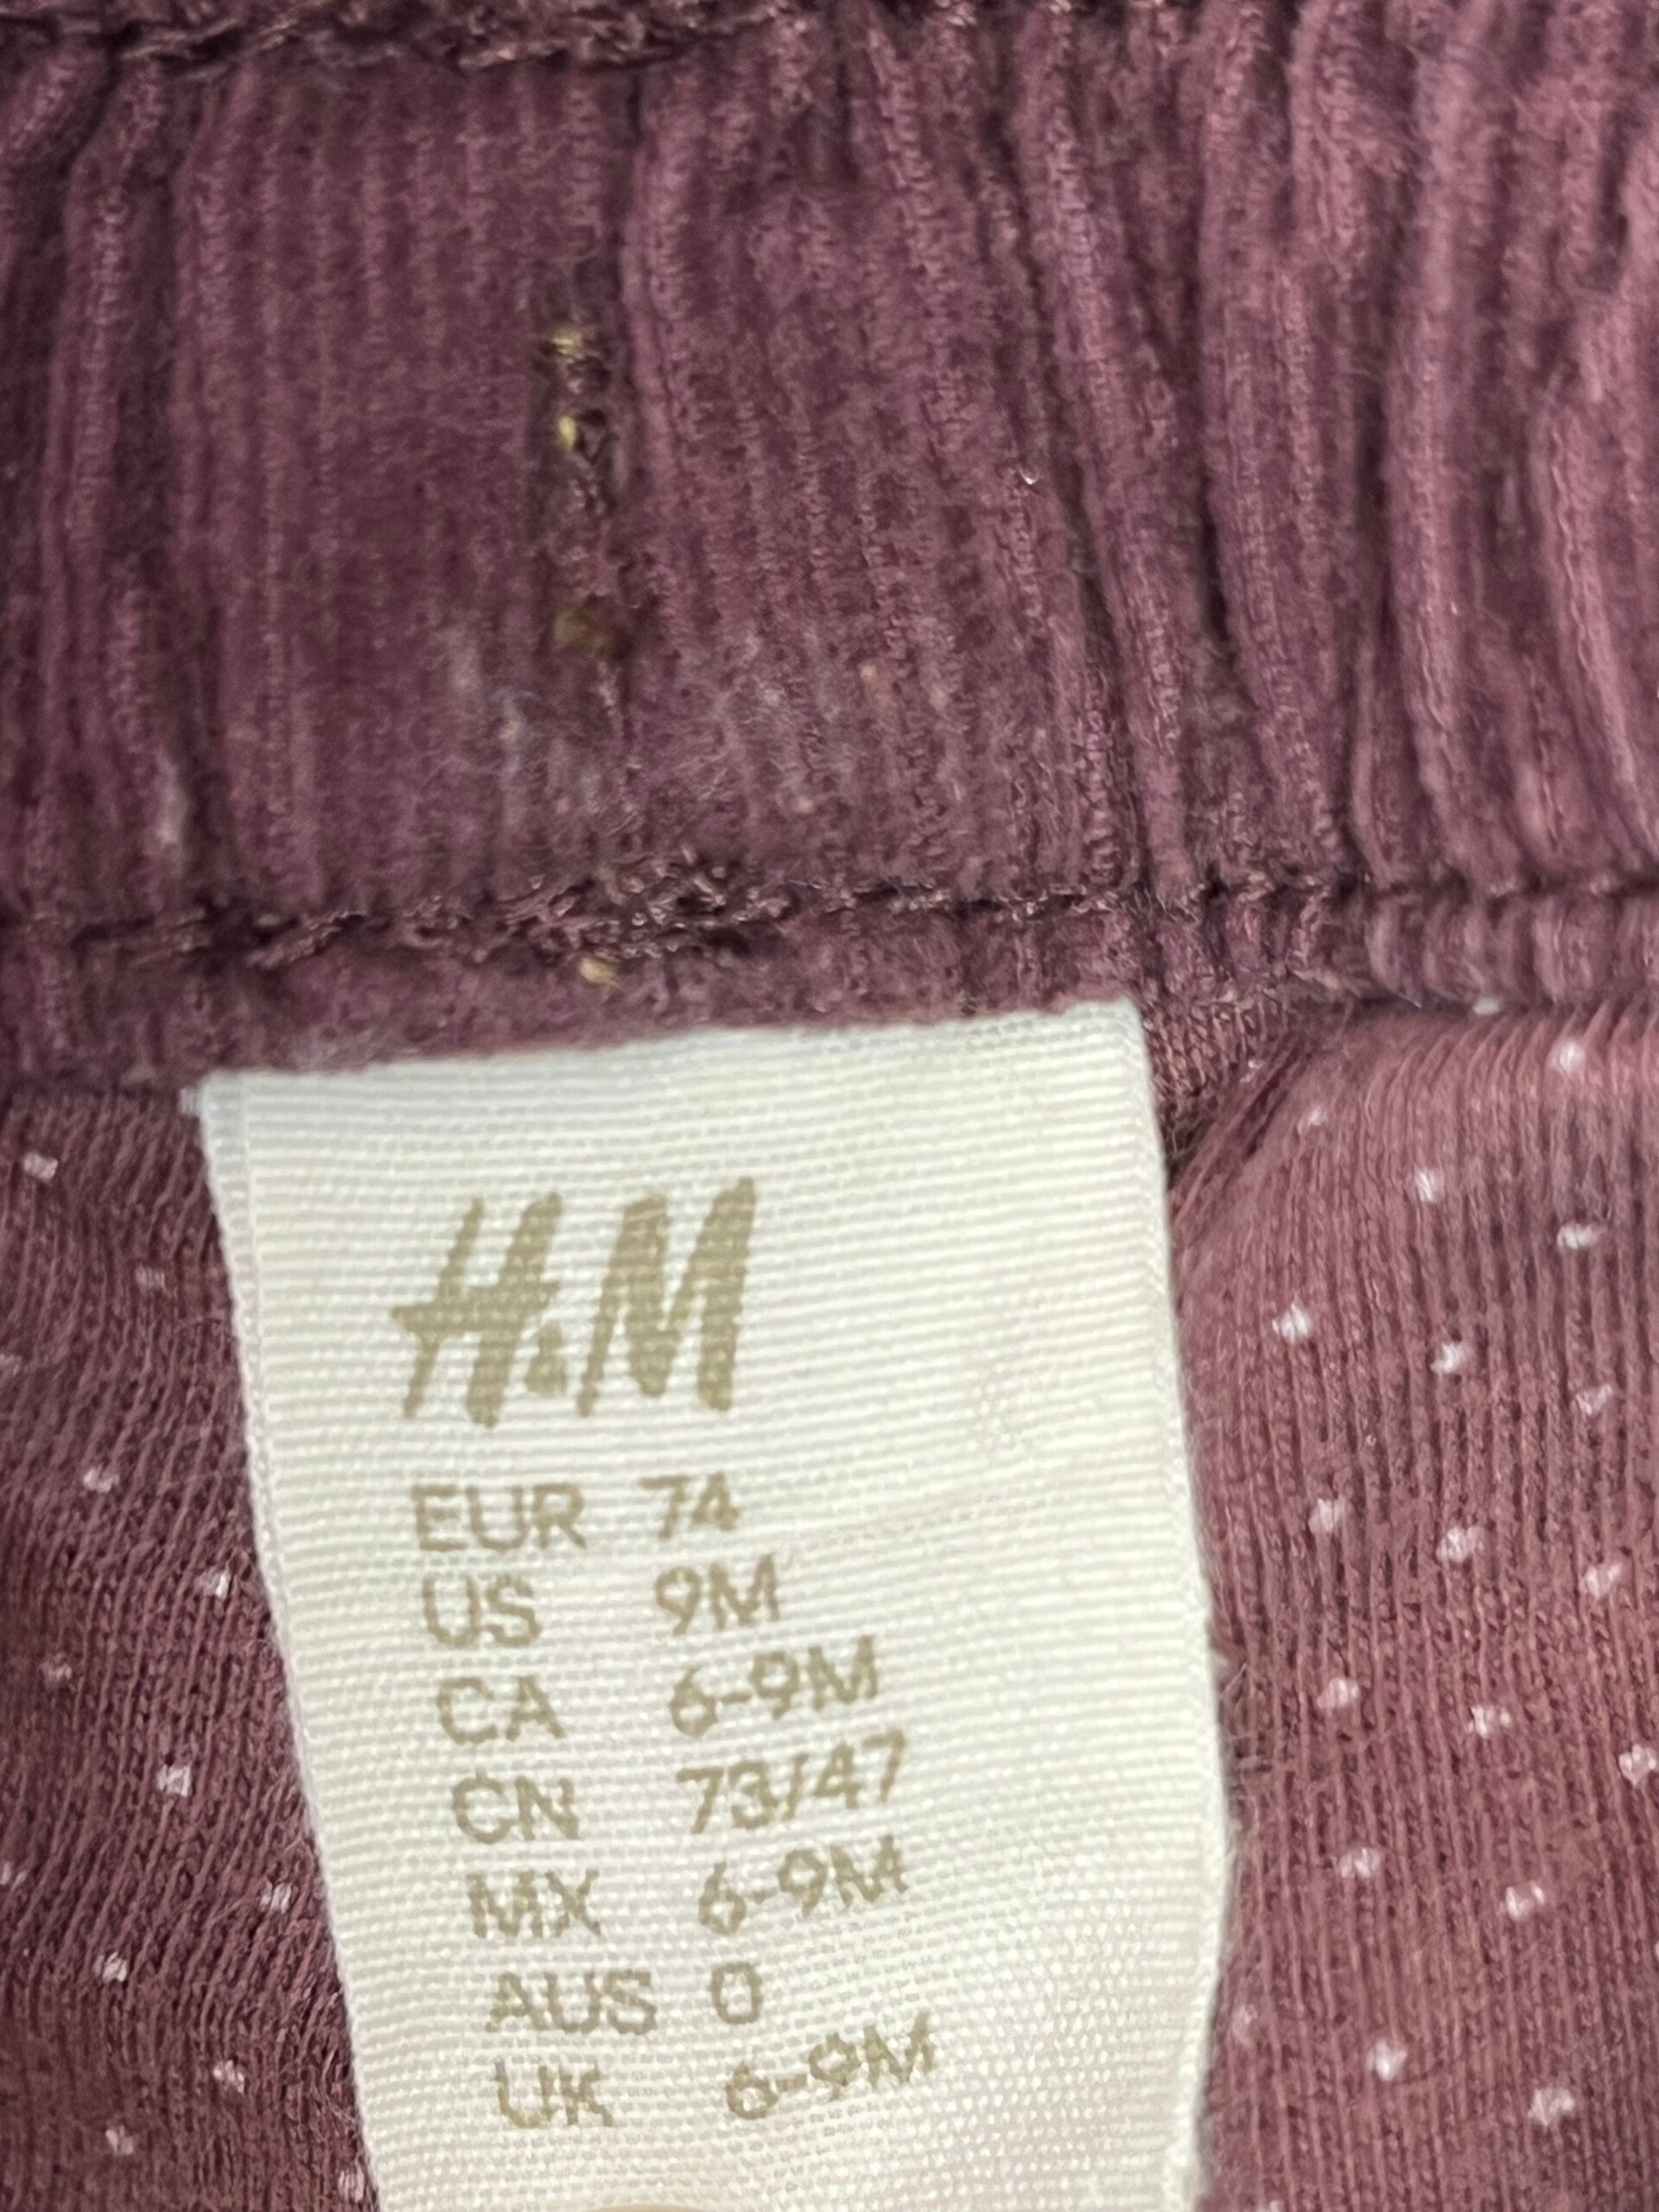 H&M
EUR 74
US 9M
CA 6-9M
CN 73/47
MX 6-9M
AUS 0
UK 6-9M